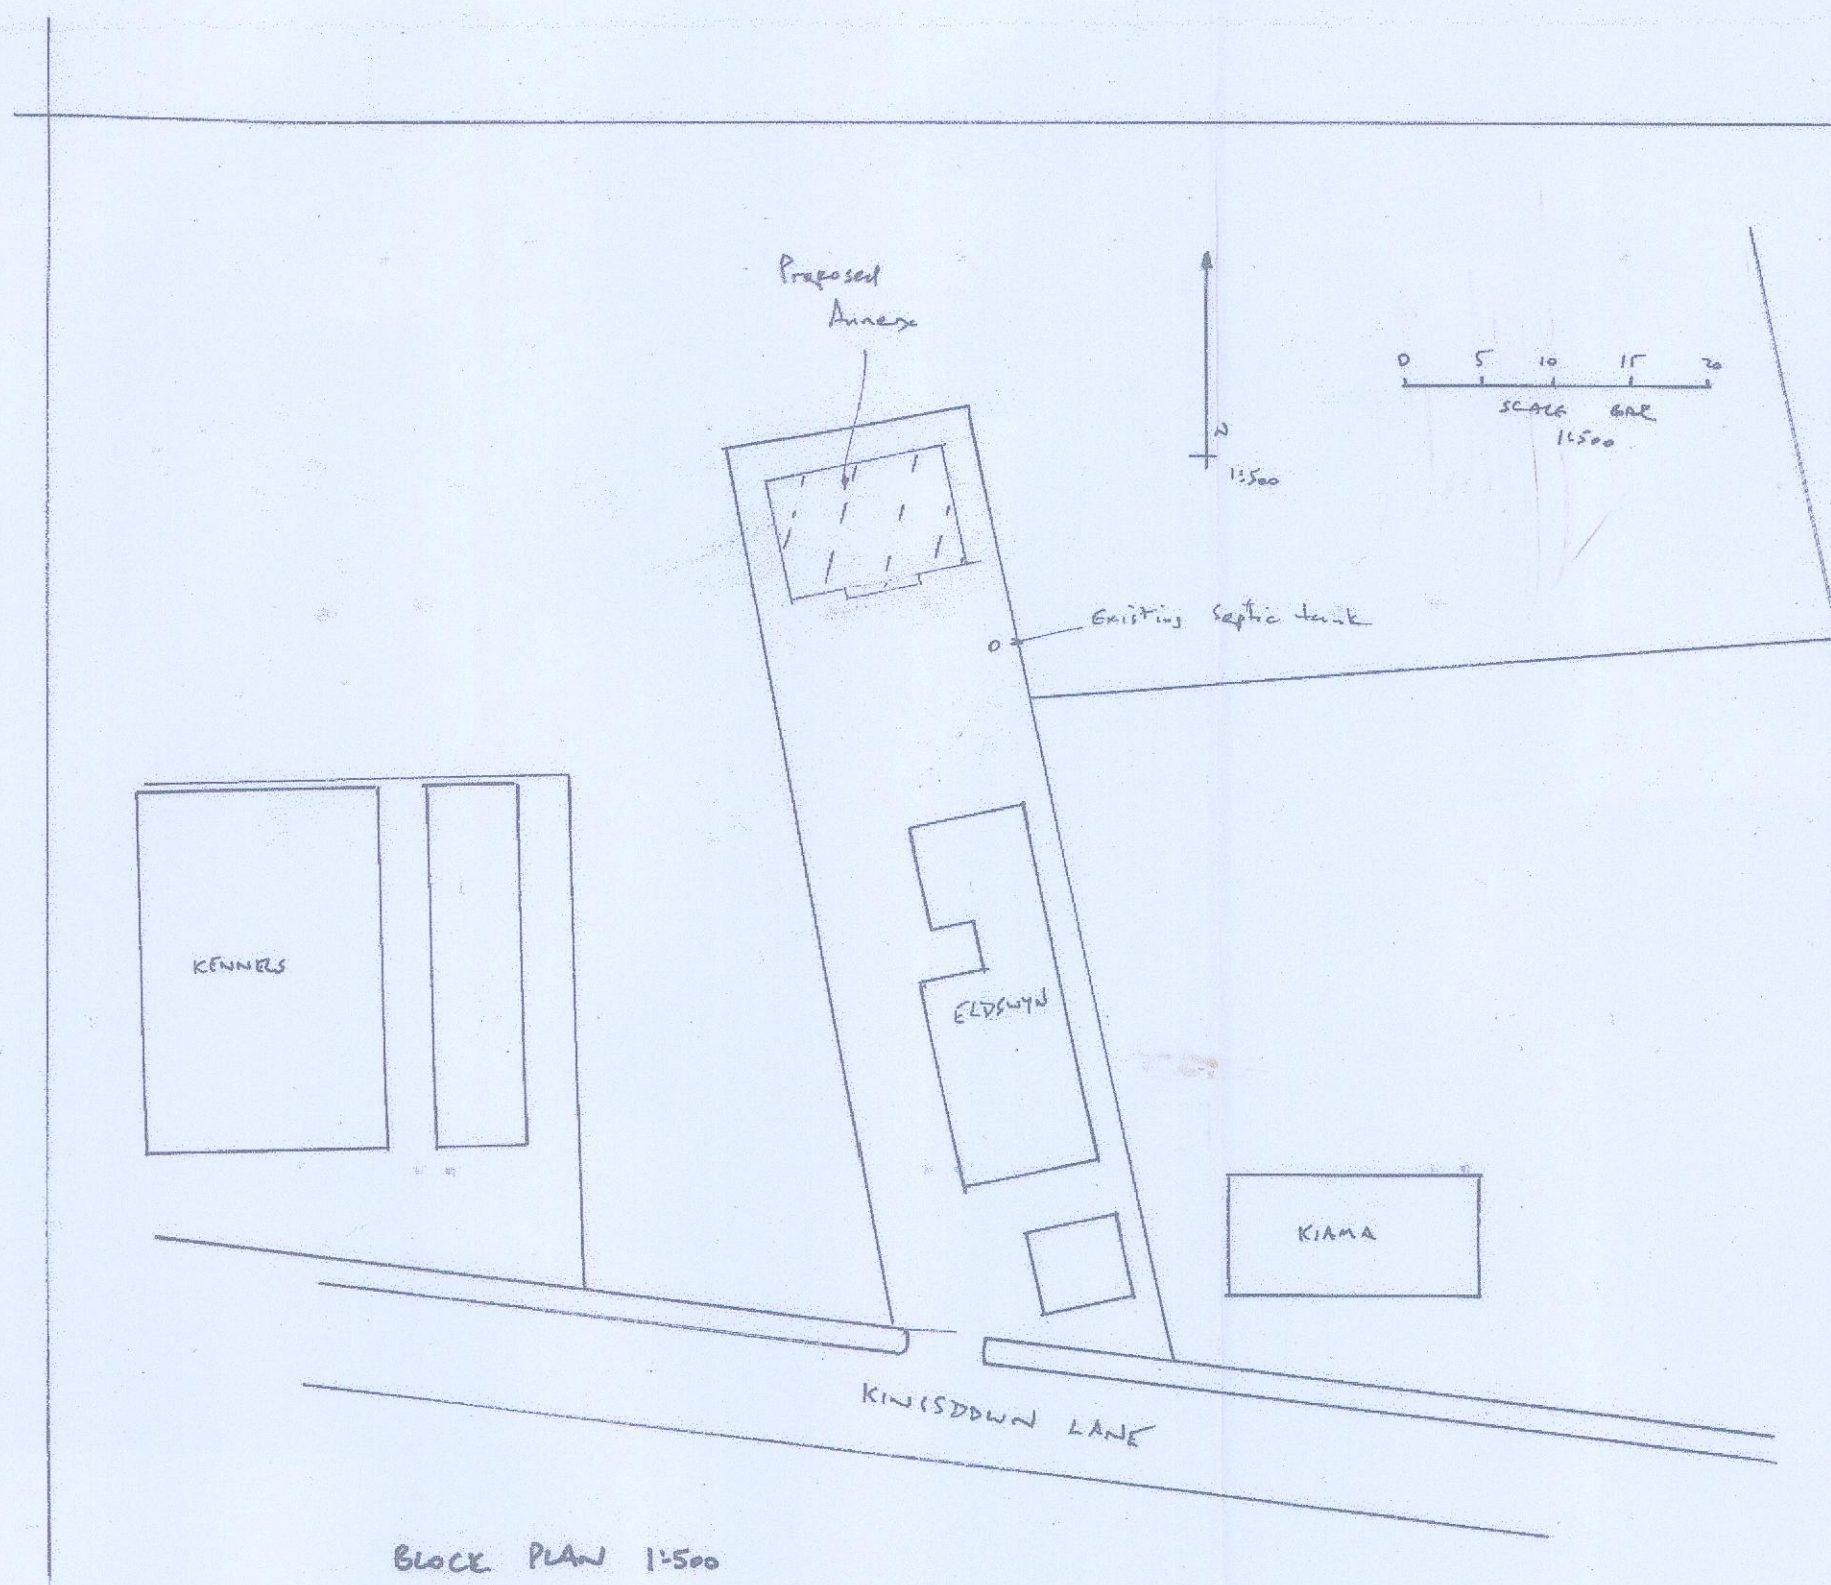 Proposed
Annexe
N
1:500
0 5 10 15 20
SCALE BAR
1:500
Existing Septic tank
KENNELS
ELDSWYN
KIAMA
KINGSDOWN LANE
BLOCK PLAN 1:500